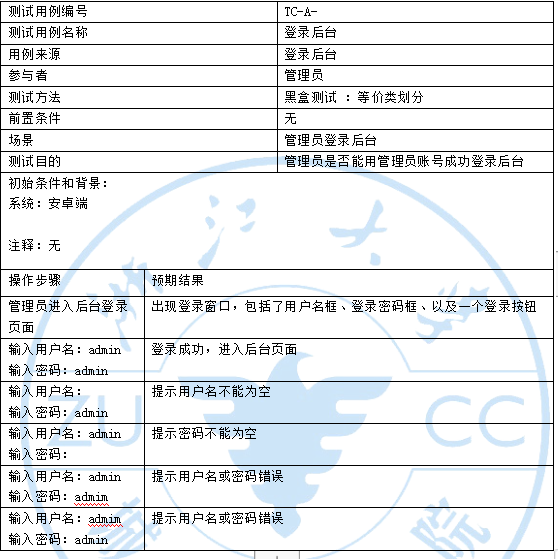 测试用例编号 TC-A-
测试用例名称 登录后台
用例来源 登录后台
参与者 管理员
测试方法 黑盒测试 ：等价类划分
前置条件 无
场景 管理员登录后台
测试目的 管理员是否能用管理员账号成功登录后台
初始条件和背景：
系统：安卓端
注释：无
操作步骤 预期结果
管理员进入后台登录 出现登录窗口，包括了用户名框、登录密码框、以及一个登录按钮
页面
输入用户名：admin 登录成功，进入后台页面
输入密码：admin
输入用户名： 提示用户名不能为空
输入密码：admin
输入用户名：admin 提示密码不能为空
输入密码：
输入用户名：admin 提示用户名或密码错误
输入密码：admim
输入用户名：admim 提示用户名或密码错误
输入密码：admin
浙江大学
ZU CC
院